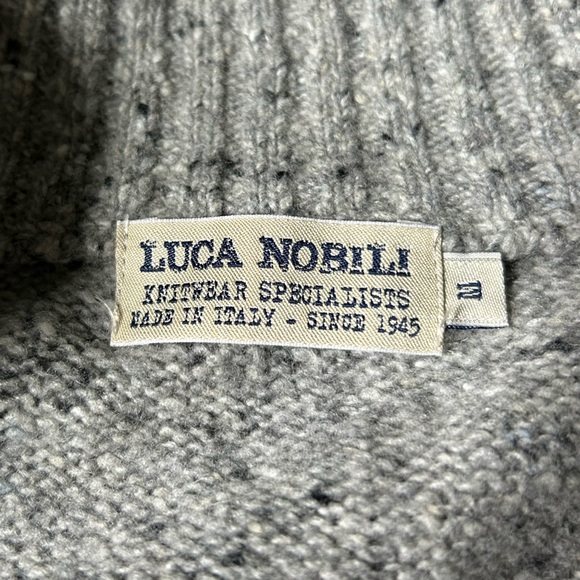 LUCA NOBILI
KNITWEAR SPECIALISTS
MADE IN ITALY - SINCE 1945
M